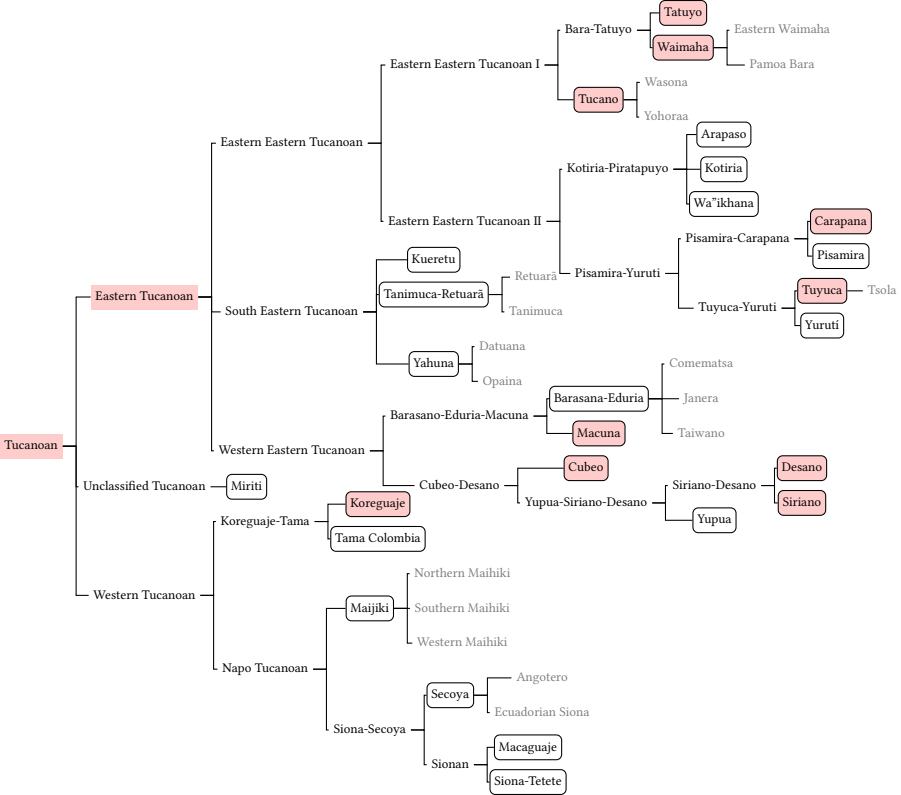 Tatuyo
Bara-Tatuyo
Eastern Waimaha
Waimaha
Eastern Eastern Tucanoan I
Pamoa Bara
Wasona
Tucano
Yohoraa
Eastern Eastern Tucanoan
Arapaso
Kotiria-Piratapuyo
Kotiria
Wa"ikhana
Eastern Eastern Tucanoan II
Carapana
Pisamira-Carapana
Pisamira
Kueretu
Pisamira-Yuruti
Retuarã
Tanimuca-Retuarã
Tuyuca
Tsola
Eastern Tucanoan
South Eastern Tucanoan
Tanimuca
Tuyuca-Yuruti
Yurutí
Datuana
Yahuna
Opaina
Comematsa
Barasana-Eduria
Janera
Barasano-Eduria-Macuna
Macuna
Taiwano
Tucanoan
Western Eastern Tucanoan
Cubeo
Desano
Cubeo-Desano
Siriano-Desano
Unclassified Tucanoan
Miriti
Yupua-Siriano-Desano
Siriano
Koreguaje
Koreguaje-Tama
Yupua
Tama Colombia
Northern Maihiki
Western Tucanoan
Maijiki
Southern Maihiki
Western Maihiki
Napo Tucanoan
Angotero
Secoya
Ecuadorian Siona
Siona-Secoya
Macaguaje
Sionan
Siona-Tetete